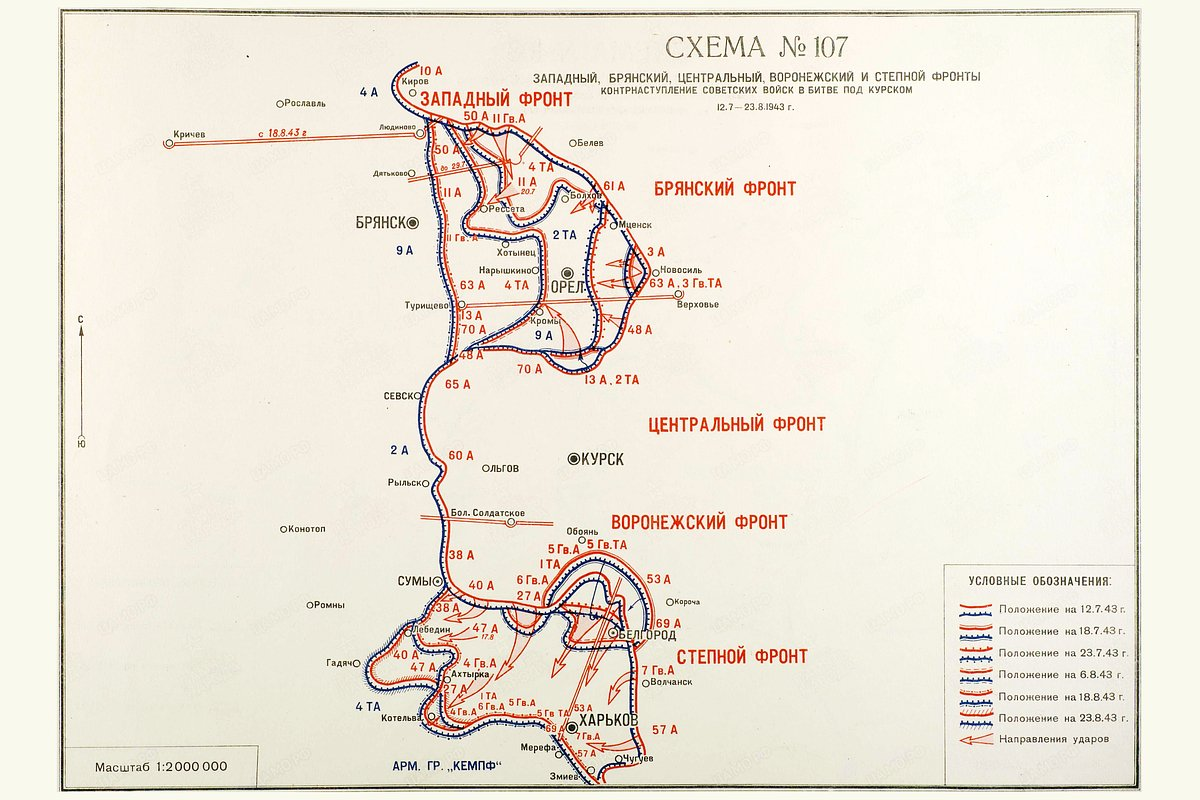 СХЕМА № 107
ЗАПАДНЫЙ, БРЯНСКИЙ, ЦЕНТРАЛЬНЫЙ, ВОРОНЕЖСКИЙ И СТЕПНОЙ ФРОНТЫ
КОНТРНАСТУПЛЕНИЕ СОВЕТСКИХ ВОЙСК В БИТВЕ ПОД КУРСКОМ
12.7—23.8.1943 г.
10 А
Киров
4 А
ЗАПАДНЫЙ ФРОНТ
Рославль
50 А 11 Гв.А
Людиново
Кричев
с 18.8.43 г
Белев
50 А
до 29.7
4 ТА
Дятьково
11 А
20.7
61 А
БРЯНСКИЙ ФРОНТ
11 А
Болхов
Рессета
БРЯНСК
Мценск
2 ТА
11 Гв. А
9 А
Хотынец
3 А
Нарышкино
Новосиль
63 А
4 ТА
ОРЕЛ
63 А, 3 Гв.ТА
Турищево
Верховье
13 А
Кромы
70 А
9 А
48 А
С
Ю
48 А
70 А
13 А, 2 ТА
65 А
СЕВСК
ЦЕНТРАЛЬНЫЙ ФРОНТ
2 А
60 А
ЛЬГОВ
КУРСК
Рыльск
Бол. Солдатское
ВОРОНЕЖСКИЙ ФРОНТ
Конотоп
Обоянь
5 Гв.А 5 Гв.ТА
38 А
1 ТА
СУМЫ
40 А
6 Гв.А
53 А
27 А
Ромны
38 А
Короча
Лебедин
47 А
17.8
69 А
БЕЛГОРОД
40 А
СТЕПНОЙ ФРОНТ
Гадяч
47 А
4 Гв.А
Ахтырка
7 Гв.А
Волчанск
27 А
1 ТА
4 ТА
Котельва
4 Гв.А
6 Гв.А
5 Гв.А
5 Гв ТА
53 А
ХАРЬКОВ
69 А
7 Гв.А
57 А
Мерефа
57 А
Чугуев
АРМ. ГР. „КЕМПФ“
Змиев
Масштаб 1:2 000 000
УСЛОВНЫЕ ОБОЗНАЧЕНИЯ:
Положение на 12.7.43 г.
Положение на 18.7.43 г.
Положение на 23.7.43 г.
Положение на 6.8.43 г.
Положение на 18.8.43 г.
Положение на 23.8.43 г.
Направления ударов